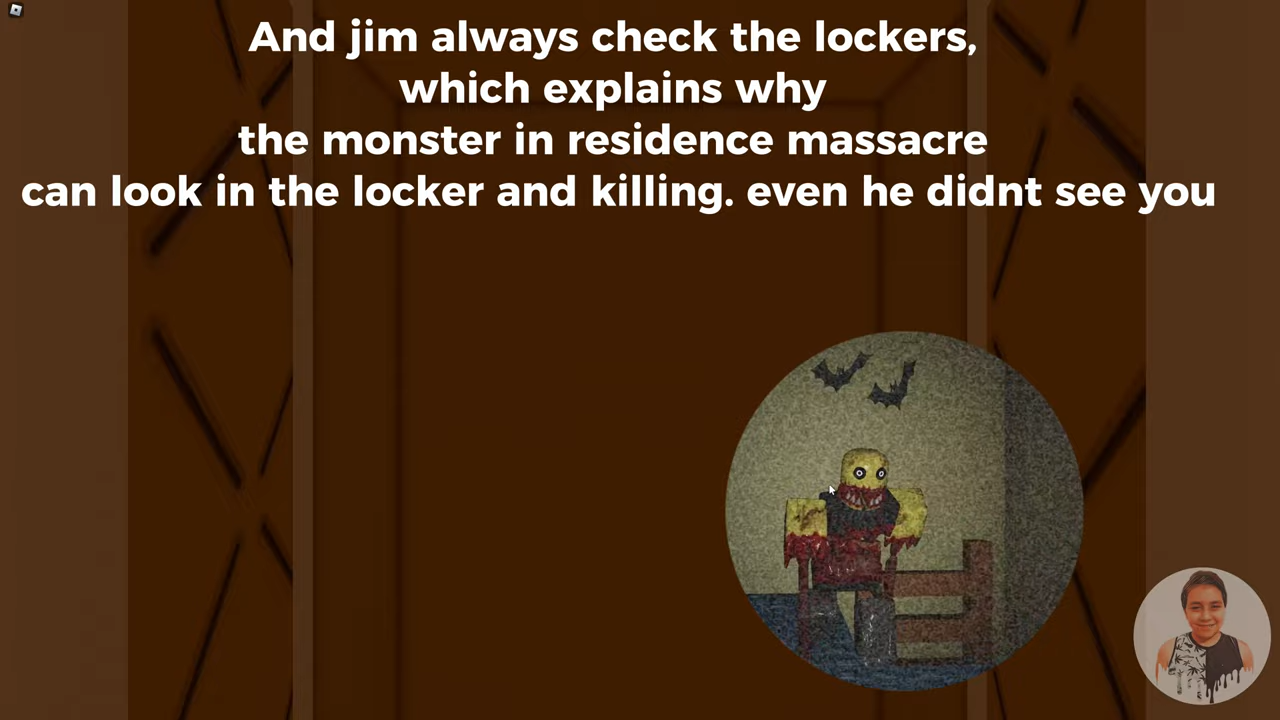 And jim always check the lockers,
which explains why
the monster in residence massacre
can look in the locker and killing. even he didnt see you